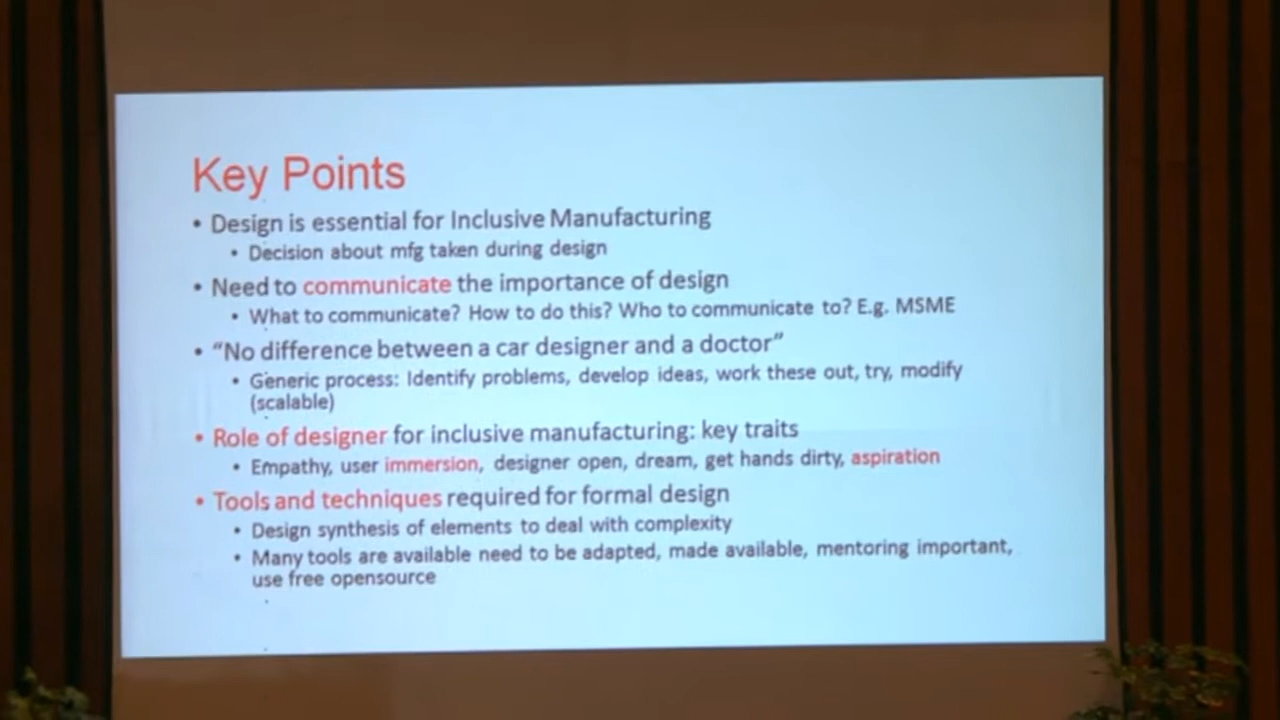 Key Points
• Design is essential for Inclusive Manufacturing
• Decision about mfg taken during design
• Need to communicate the importance of design
• What to communicate? How to do this? Who to communicate to? E.g. MSME
• “No difference between a car designer and a doctor”
• Generic process: Identify problems, develop ideas, work these out, try, modify
(scalable)
• Role of designer for inclusive manufacturing: key traits
• Empathy, user immersion, designer open, dream, get hands dirty, aspiration
• Tools and techniques required for formal design
• Design synthesis of elements to deal with complexity
• Many tools are available need to be adapted, made available, mentoring important,
use free opensource